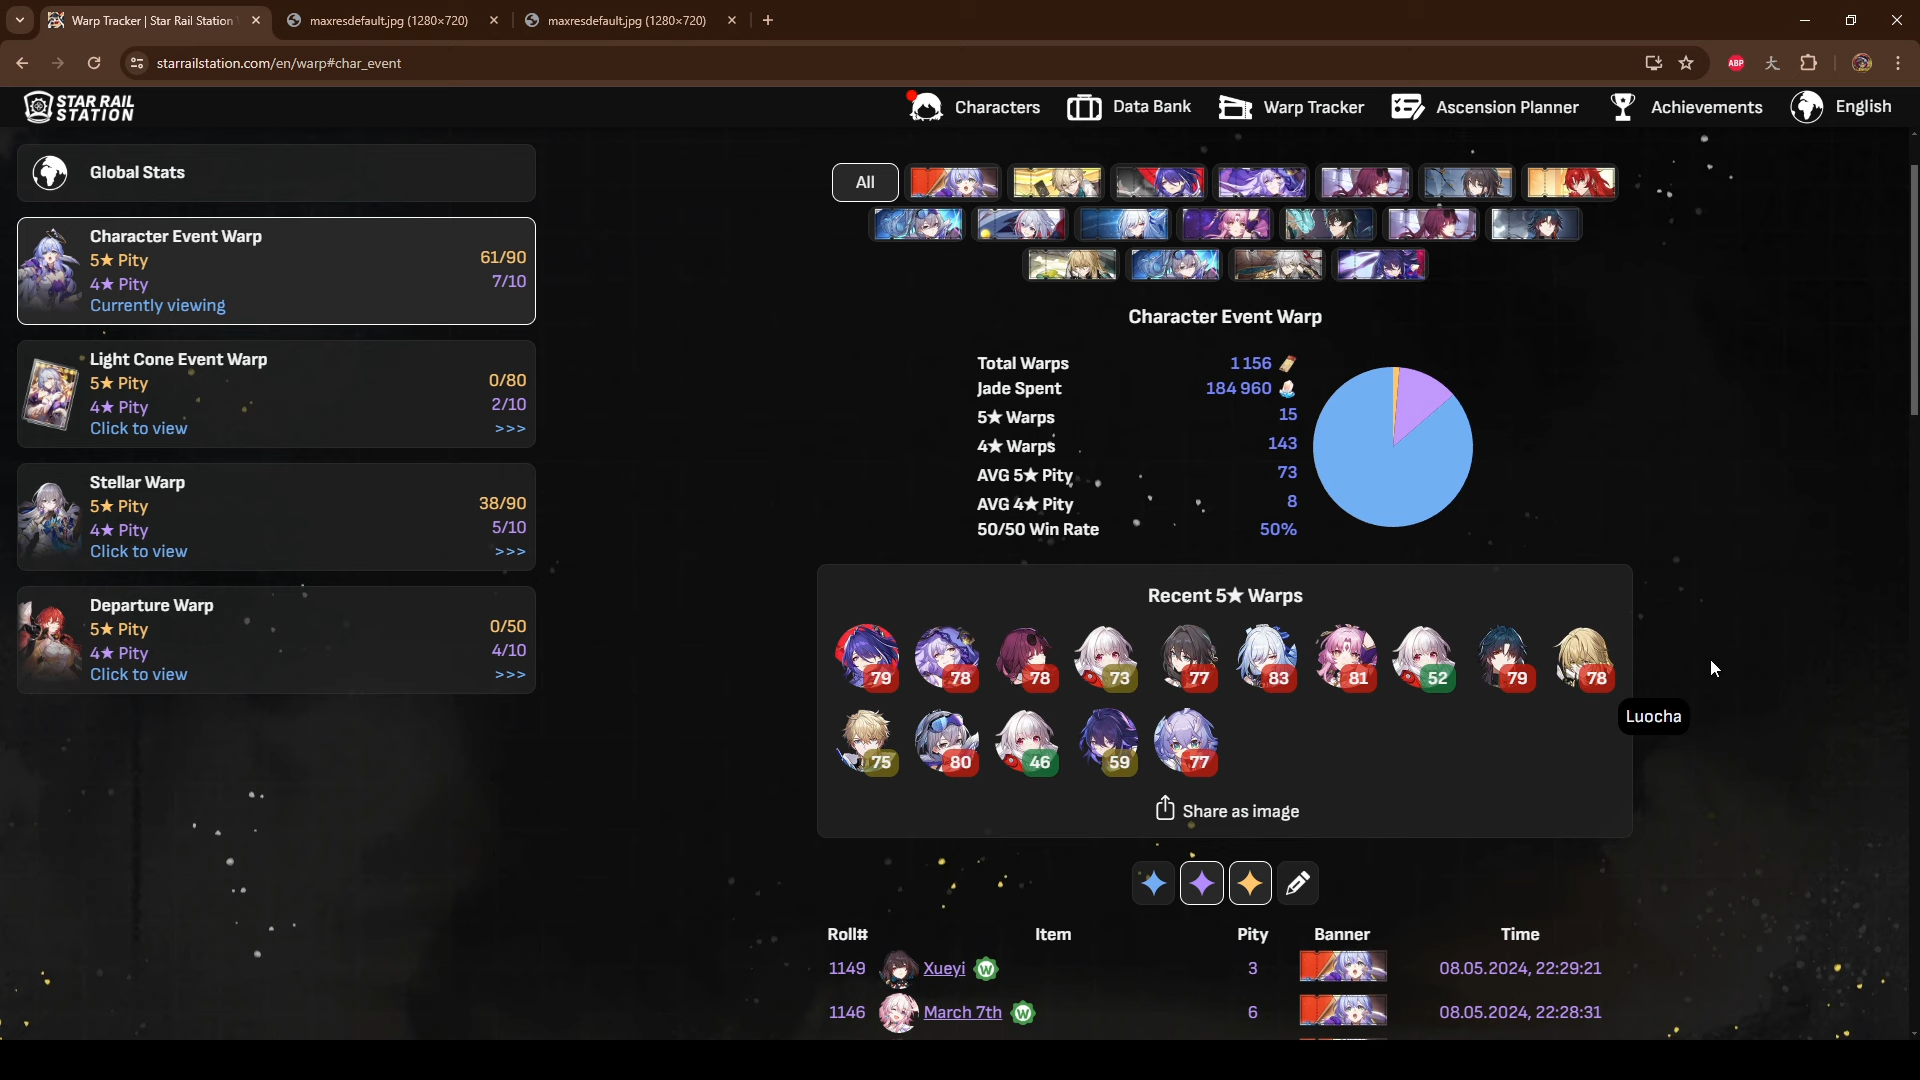 Warp Tracker | Star Rail Station
maxresdefault.jpg (1280×720)
maxresdefault.jpg (1280×720)
starrailstation.com/en/warp#char_event
ABP
STAR RAIL
STATION
Characters
Data Bank
Warp Tracker
Ascension Planner
Achievements
English
Global Stats
Character Event Warp
5★ Pity 61/90
4★ Pity 7/10
Currently viewing
Light Cone Event Warp
5★ Pity 0/80
4★ Pity 2/10
Click to view >>>
Stellar Warp
5★ Pity 38/90
4★ Pity 5/10
Click to view >>>
Departure Warp
5★ Pity 0/50
4★ Pity 4/10
Click to view >>>
All
Character Event Warp
Total Warps 1 156
Jade Spent 184 960
5★ Warps 15
4★ Warps 143
AVG 5★ Pity 73
AVG 4★ Pity 8
50/50 Win Rate 50%
Recent 5★ Warps
79 78 78 73 77 83 81 52 79 78
Luocha
75 80 46 59 77
Share as image
Roll# Item Pity Banner Time
1149 Xueyi W 3 08.05.2024, 22:29:21
1146 March 7th W 6 08.05.2024, 22:28:31